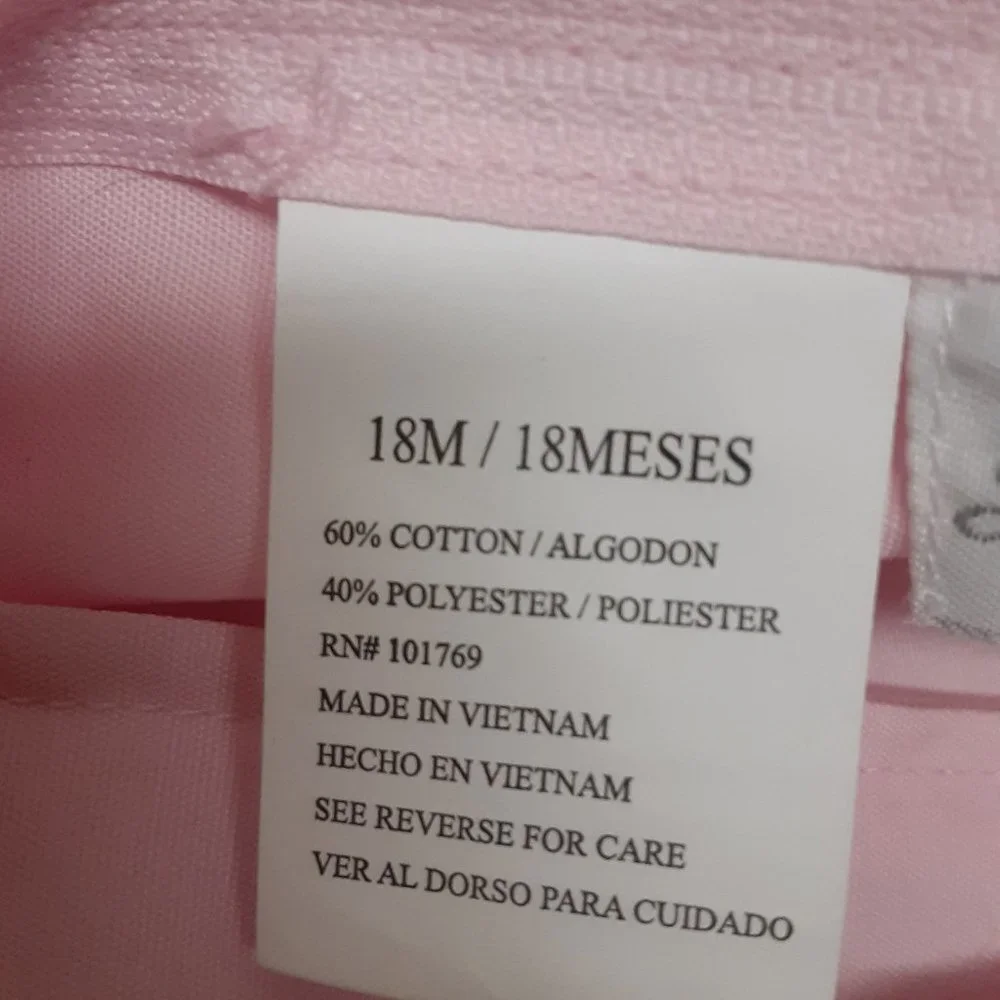 18M / 18MESES
60% COTTON / ALGODON
40% POLYESTER / POLIESTER
RN# 101769
MADE IN VIETNAM
HECHO EN VIETNAM
SEE REVERSE FOR CARE
VER AL DORSO PARA CUIDADO